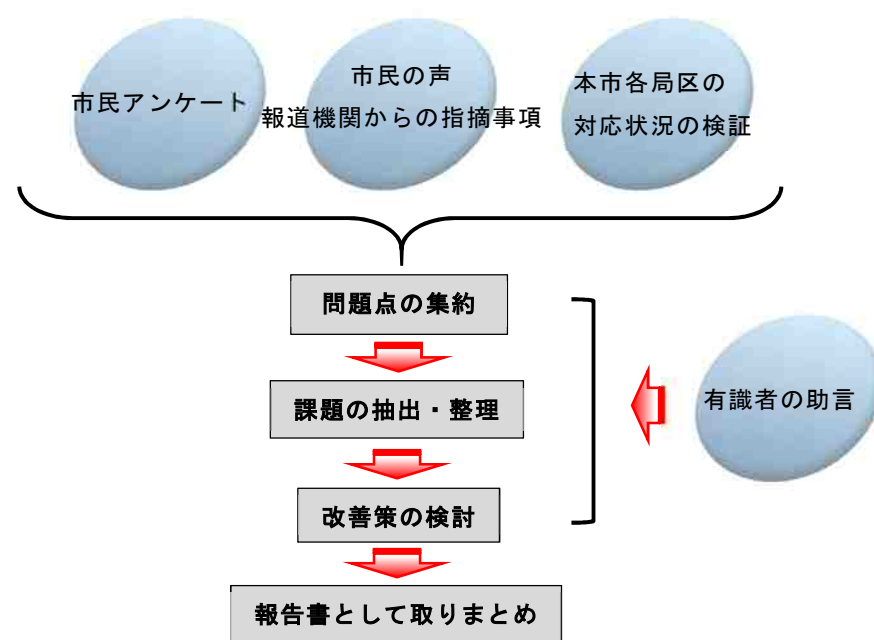 市民アンケート
市民の声
報道機関からの指摘事項
本市各局区の
対応状況の検証
問題点の集約
課題の抽出・整理
有識者の助言
改善策の検討
報告書として取りまとめ